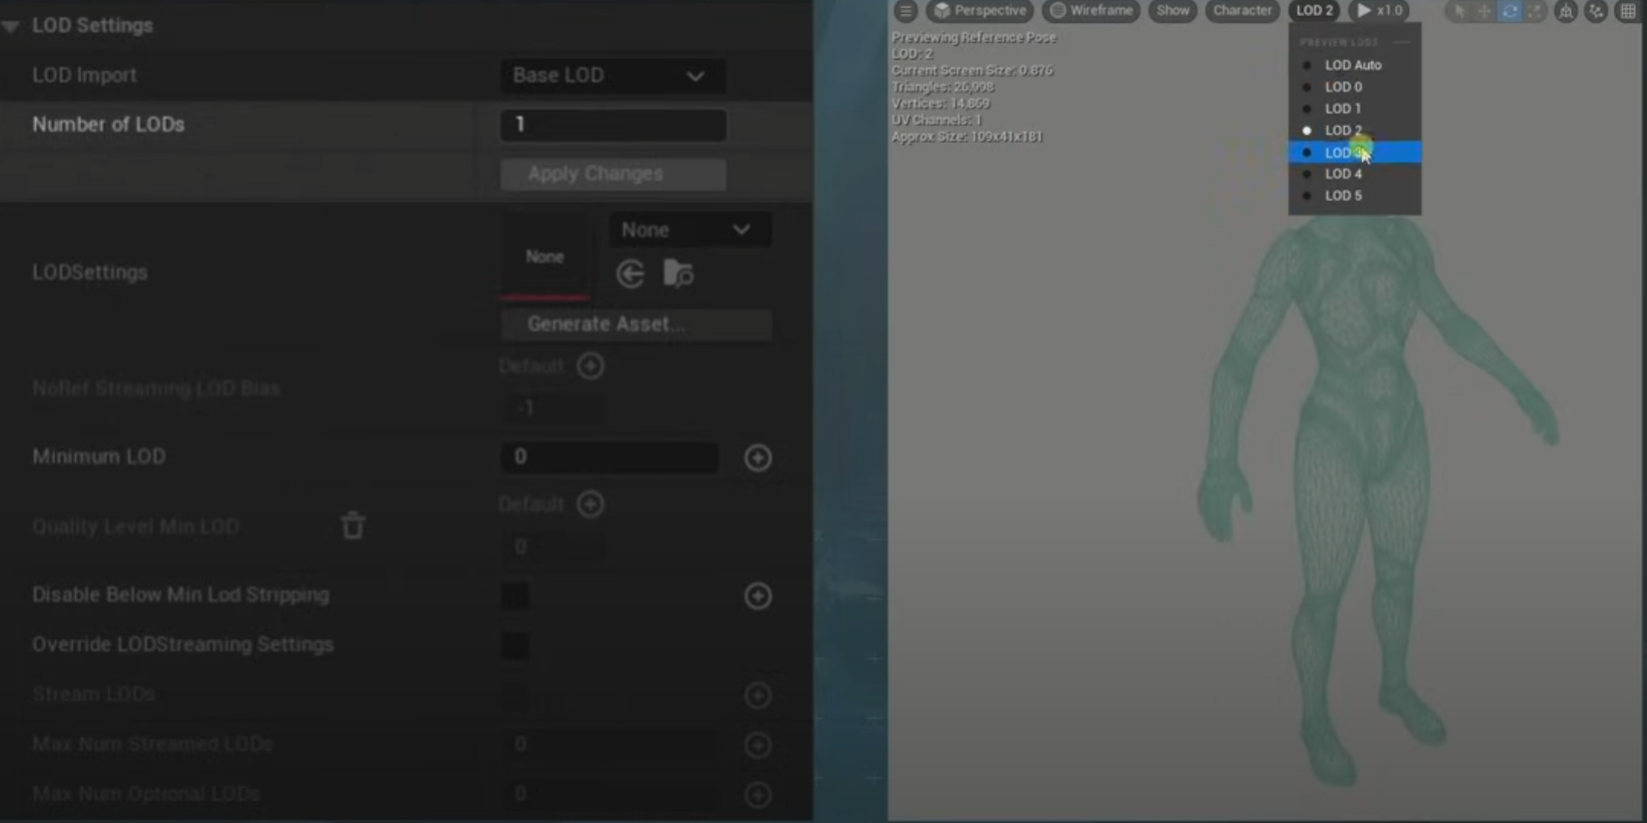 LOD Settings
LOD Import
Base LOD
Number of LODs
1
Apply Changes
LODSettings
None
None
Generate Asset...
NoRef Streaming LOD Bias
Default
-1
Minimum LOD
0
Quality Level Min LOD
Default
0
Disable Below Min Lod Stripping
Override LODStreaming Settings
Stream LODs
Max Num Streamed LODs
0
Max Num Optional LODs
0
Perspective
Wireframe
Show
Character
LOD 2
x1.0
Previewing Reference Pose
LOD: 2
Current Screen Size: 0.876
Triangles: 26,998
Vertices: 14,869
UV Channels: 1
Approx Size: 109x41x181
PREVIEW LODS
LOD Auto
LOD 0
LOD 1
LOD 2
LOD
LOD 4
LOD 5